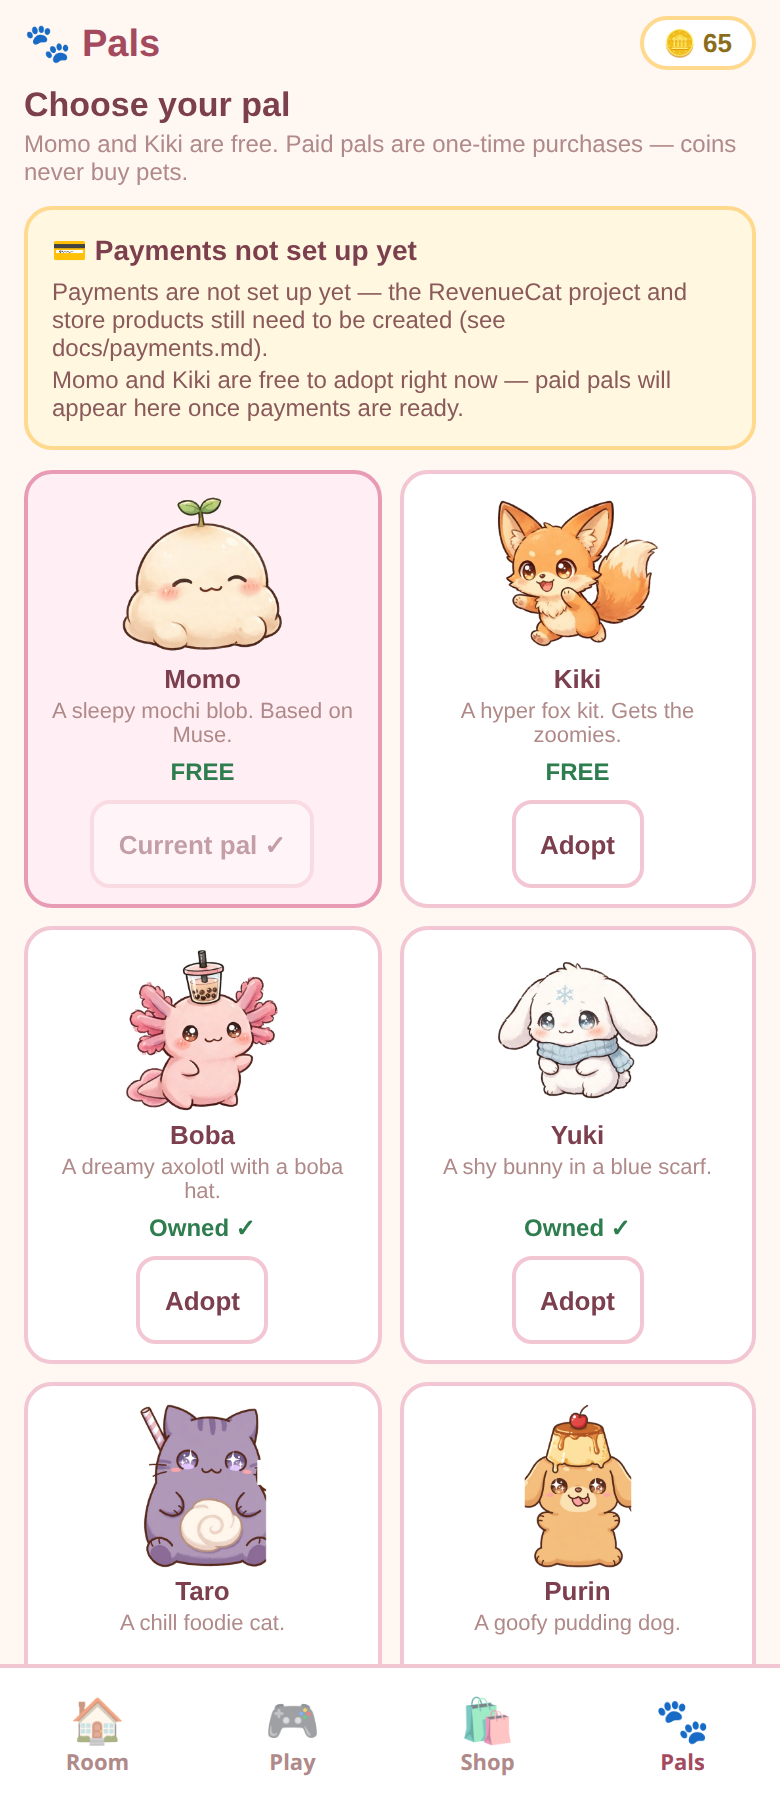 Pals
65
Choose your pal
Momo and Kiki are free. Paid pals are one-time purchases — coins
never buy pets.
Payments not set up yet
Payments are not set up yet — the RevenueCat project and
store products still need to be created (see
docs/payments.md).
Momo and Kiki are free to adopt right now — paid pals will
appear here once payments are ready.
Momo
A sleepy mochi blob. Based on
Muse.
FREE
Current pal ✓
Kiki
A hyper fox kit. Gets the
zoomies.
FREE
Adopt
Boba
A dreamy axolotl with a boba
hat.
Owned ✓
Adopt
Yuki
A shy bunny in a blue scarf.
Owned ✓
Adopt
Taro
A chill foodie cat.
Purin
A goofy pudding dog.
Room
Play
Shop
Pals